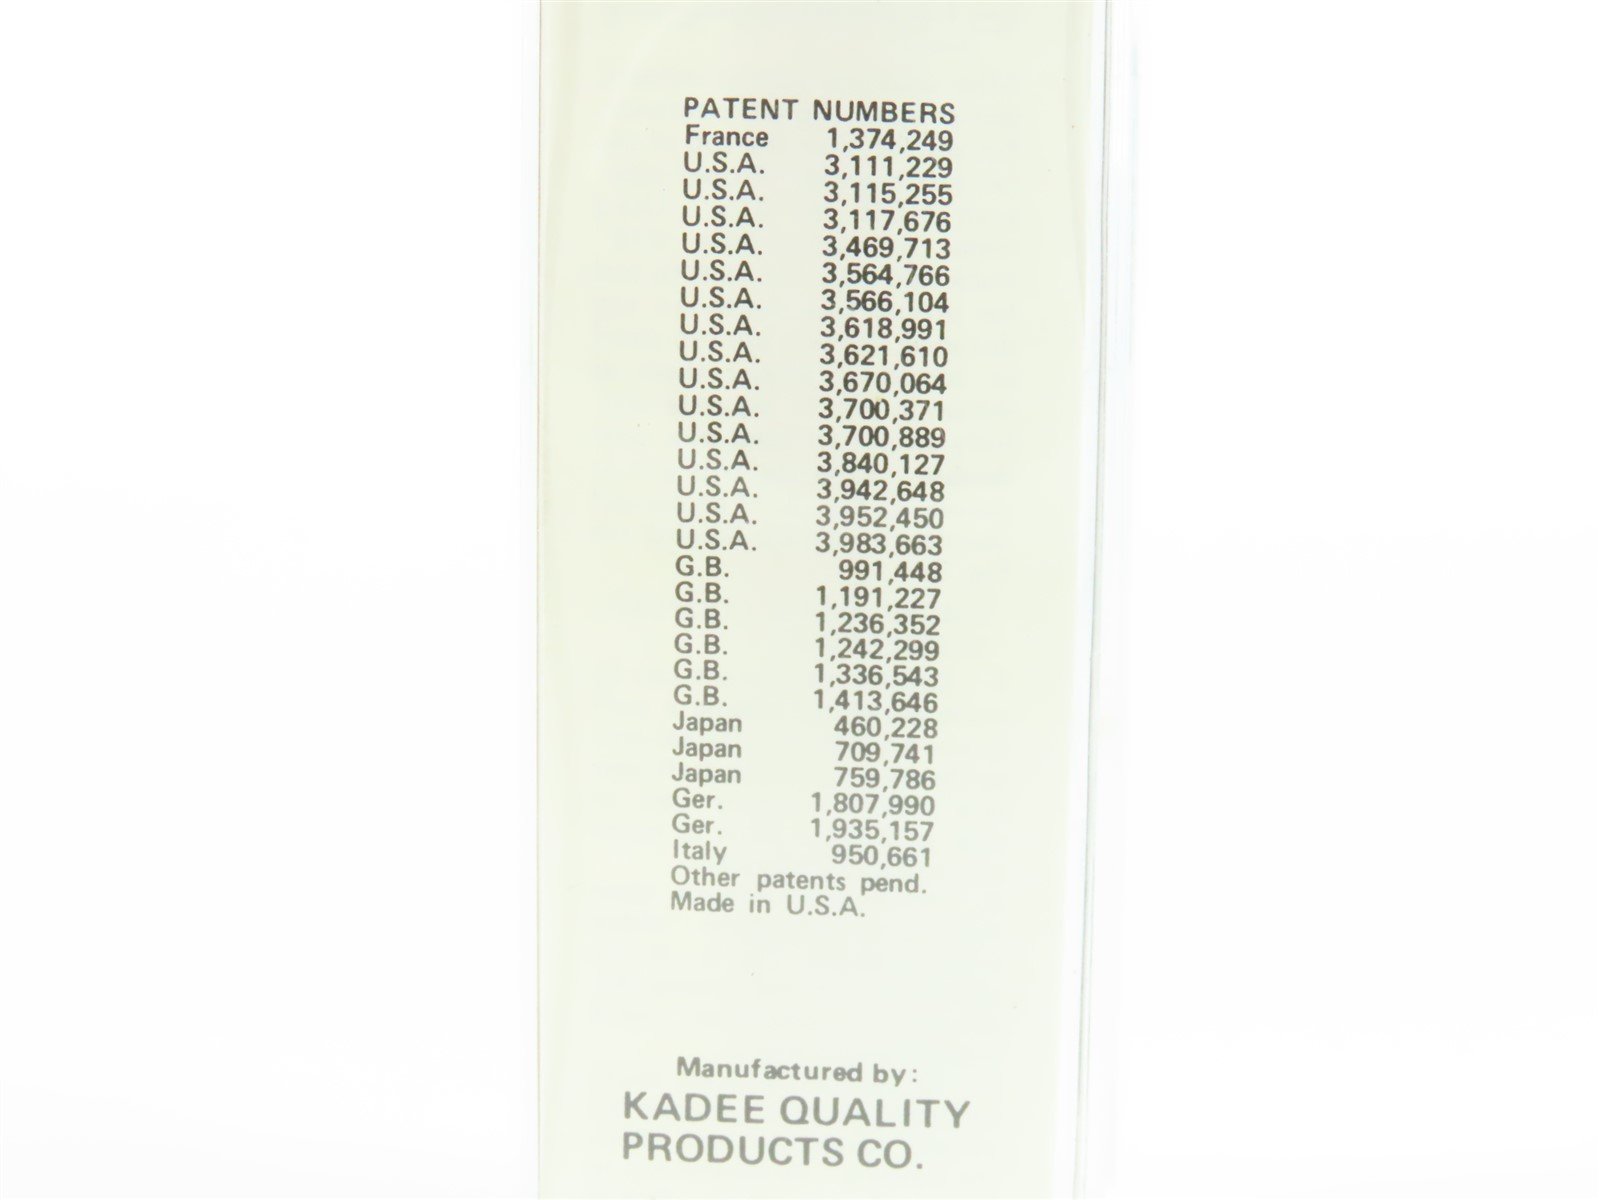 PATENT NUMBERS
France 1,374,249
U.S.A. 3,111,229
U.S.A. 3,115,255
U.S.A. 3,117,676
U.S.A. 3,469,713
U.S.A. 3,564,766
U.S.A. 3,566,104
U.S.A. 3,618,991
U.S.A. 3,621,610
U.S.A. 3,670,064
U.S.A. 3,700,371
U.S.A. 3,700,889
U.S.A. 3,840,127
U.S.A. 3,942,648
U.S.A. 3,952,450
U.S.A. 3,983,663
G.B. 991,448
G.B. 1,191,227
G.B. 1,236,352
G.B. 1,242,299
G.B. 1,336,543
G.B. 1,413,646
Japan 460,228
Japan 709,741
Japan 759,786
Ger. 1,807,990
Ger. 1,935,157
Italy 950,661
Other patents pend.
Made in U.S.A.
Manufactured by:
KADEE QUALITY
PRODUCTS CO.